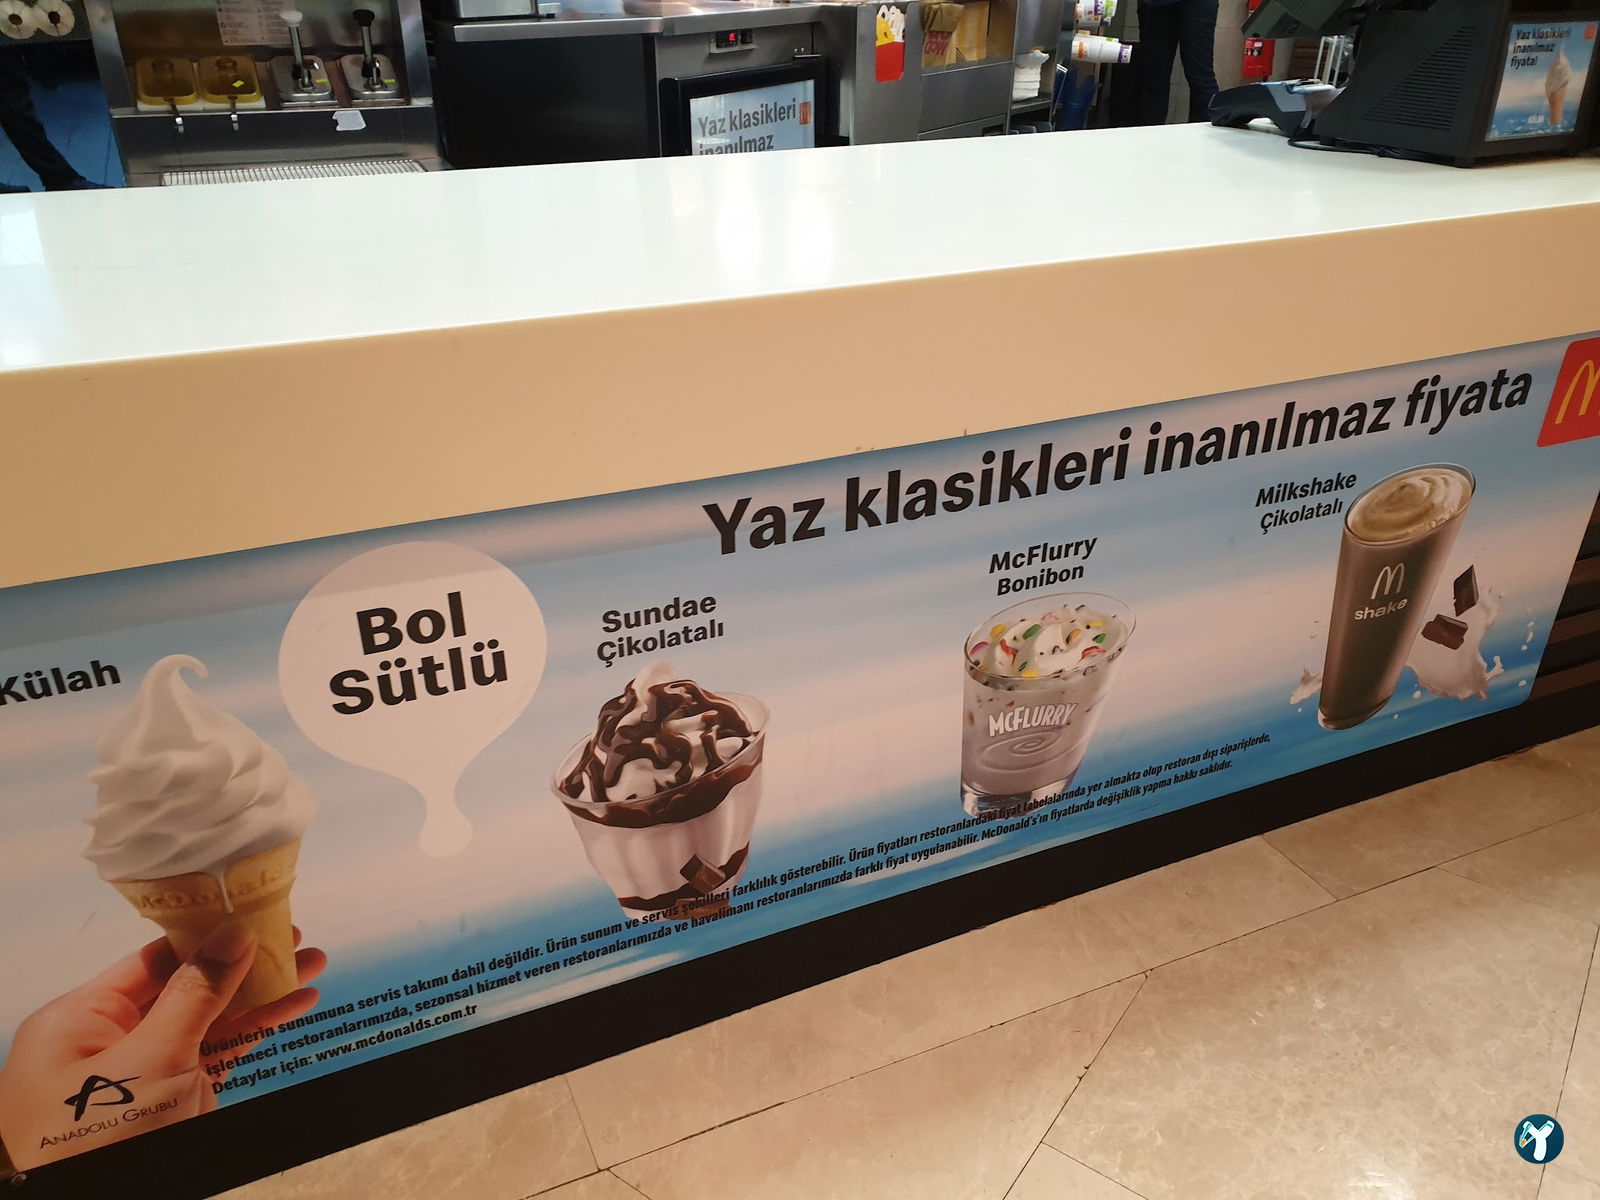 Yaz klasikleri
inanılmaz
fiyata!
KÜLAH
Yaz klasikleri
inanılmaz
Yaz klasikleri inanılmaz fiyata
Külah
Bol
Sütlü
Sundae
Çikolatalı
McFlurry
Bonibon
McFLURRY
Milkshake
Çikolatalı
shake
Ürünlerin sunumuna servis takımı dahil değildir. Ürün sunum ve servis şekilleri farklılık gösterebilir. Ürün fiyatları restoranlardaki fiyat tabelalarında yer almakta olup restoran dışı siparişlerde,
işletmeci restoranlarımızda, sezonsal hizmet veren restoranlarımızda ve havalimanı restoranlarımızda farklı fiyat uygulanabilir. McDonald's'ın fiyatlarda değişiklik yapma hakkı saklıdır.
Detaylar için: www.mcdonalds.com.tr
ANADOLU GRUBU